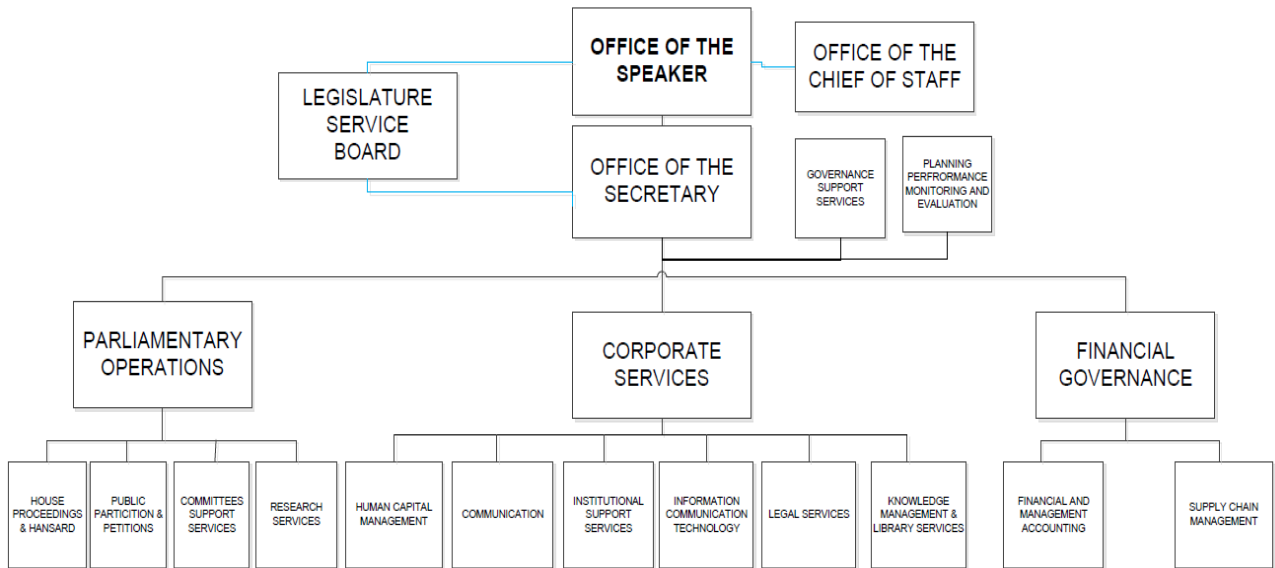 OFFICE OF THE
SPEAKER
OFFICE OF THE
CHIEF OF STAFF
LEGISLATURE
SERVICE
BOARD
OFFICE OF THE
SECRETARY
GOVERNANCE
SUPPORT
SERVICES
PLANNING
PERFRORMANCE
MONITORING AND
EVALUATION
PARLIAMENTARY
OPERATIONS
CORPORATE
SERVICES
FINANCIAL
GOVERNANCE
HOUSE
PROCEEDINGS
& HANSARD
PUBLIC
PARTICITION &
PETITIONS
COMMITTEES
SUPPORT
SERVICES
RESEARCH
SERVICES
HUMAN CAPITAL
MANAGEMENT
COMMUNICATION
INSTITUTIONAL
SUPPORT
SERVICES
INFORMATION
COMMUNICATION
TECHNOLOGY
LEGAL SERVICES
KNOWLEDGE
MANAGEMENT &
LIBRARY SERVICES
FINANCIAL AND
MANAGEMENT
ACCOUNTING
SUPPLY CHAIN
MANAGEMENT